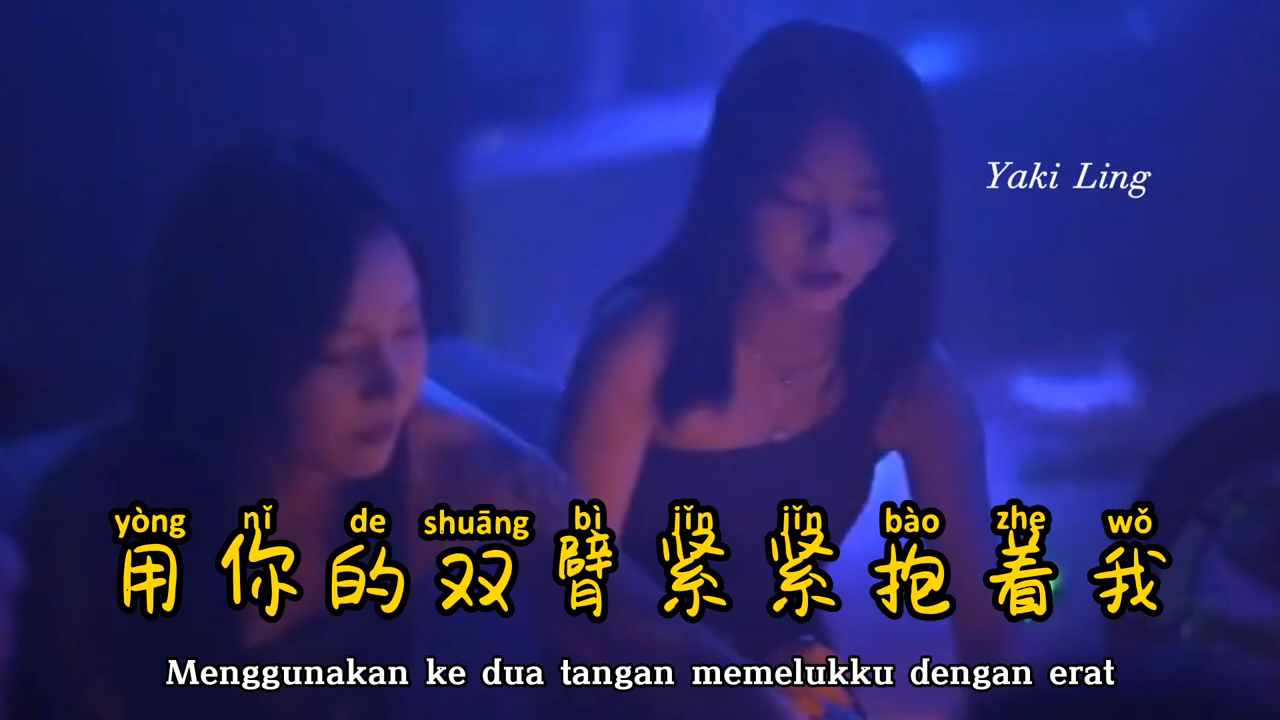 Yaki Ling
yòng nǐ de shuāng bì jǐn jǐn bào zhe wǒ
用你的双臂紧紧抱着我
Menggunakan ke dua tangan memelukku dengan erat